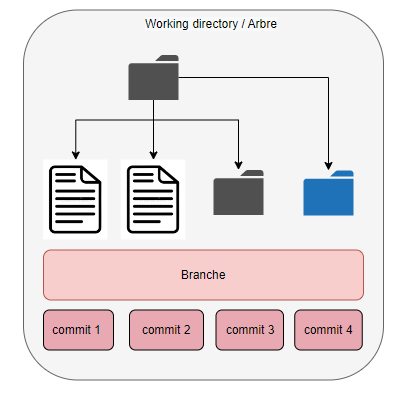 Working directory / Arbre
Branche
commit 1
commit 2
commit 3
commit 4